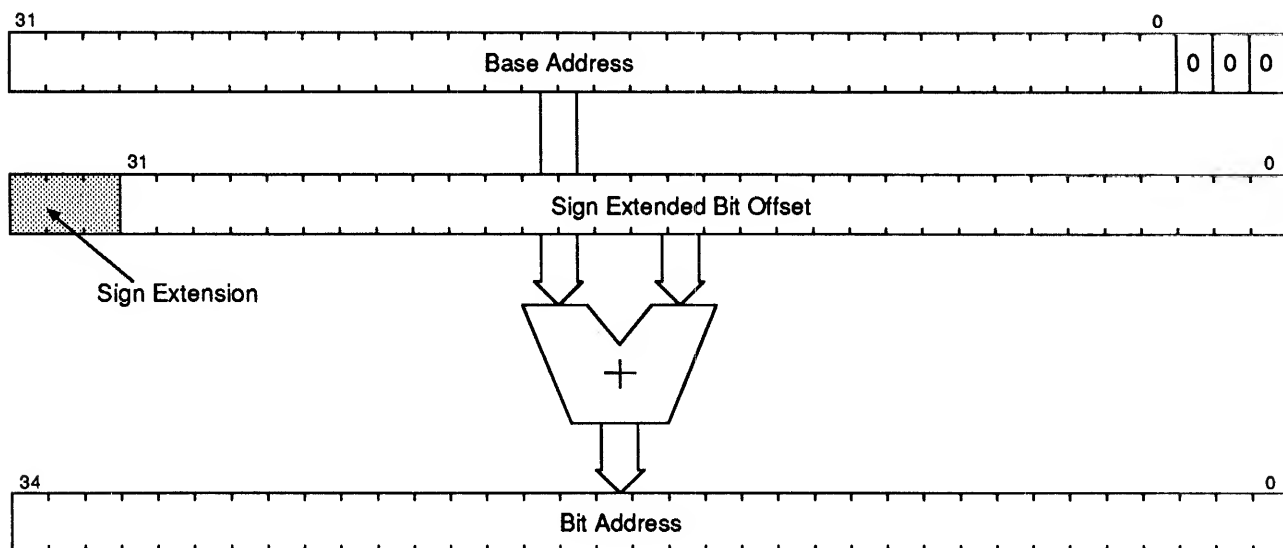 31 0
Base Address 0 0 0
31 0
Sign Extended Bit Offset
Sign Extension
+
34 0
Bit Address